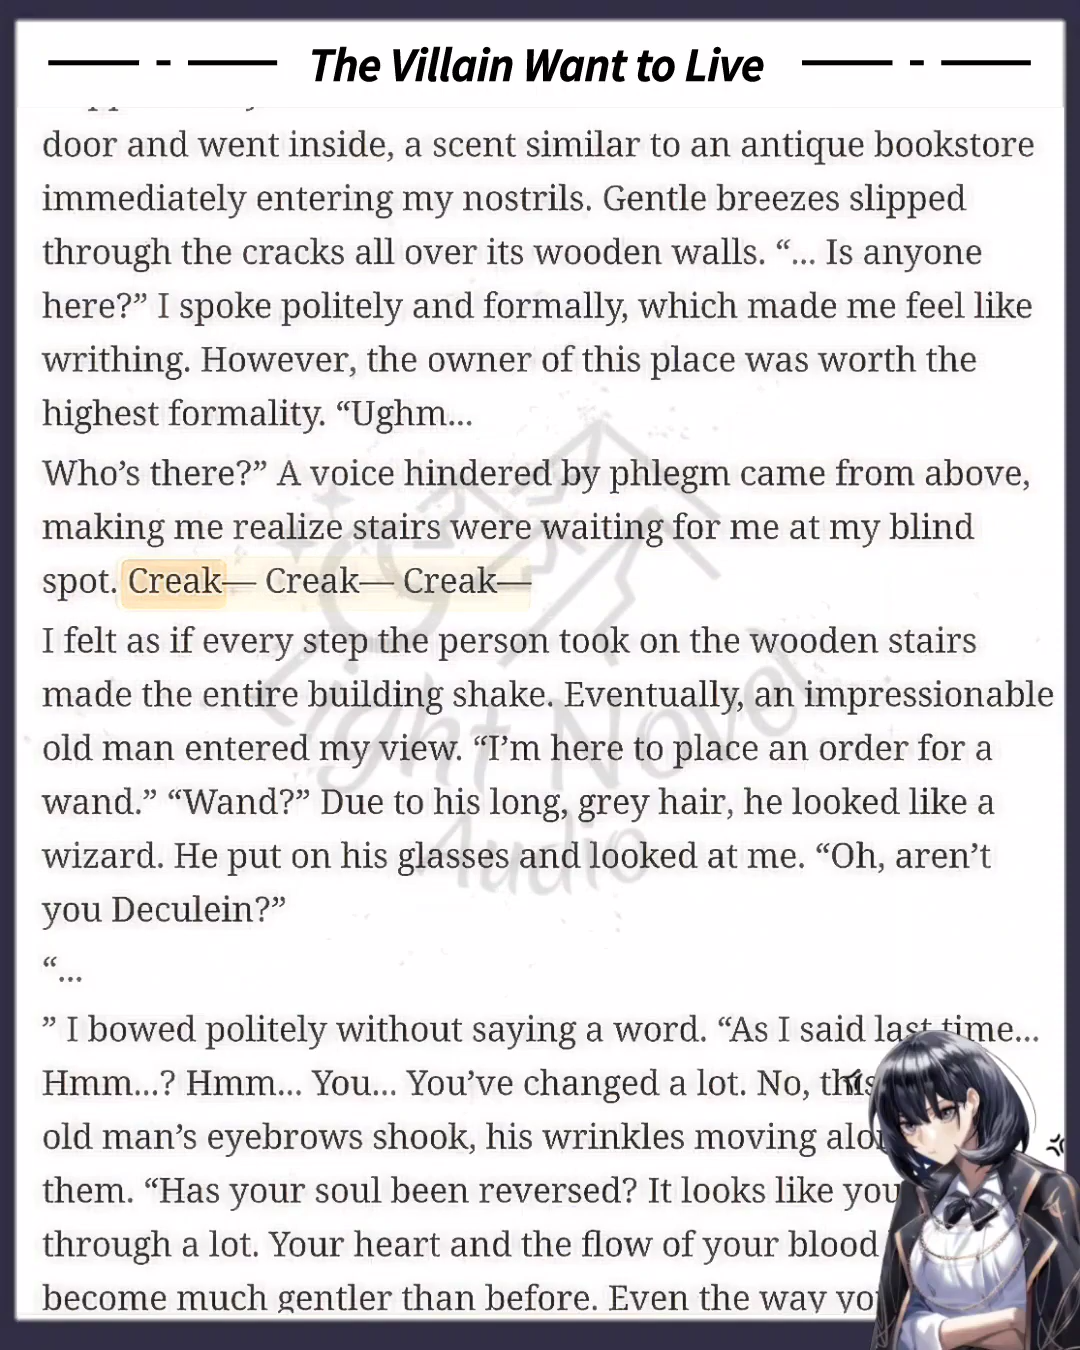 The Villain Want to Live
door and went inside, a scent similar to an antique bookstore
immediately entering my nostrils. Gentle breezes slipped
through the cracks all over its wooden walls. “... Is anyone
here?” I spoke politely and formally, which made me feel like
writhing. However, the owner of this place was worth the
highest formality. “Ughm...
Who’s there?” A voice hindered by phlegm came from above,
making me realize stairs were waiting for me at my blind
spot. Creak— Creak— Creak—
I felt as if every step the person took on the wooden stairs
made the entire building shake. Eventually, an impressionable
old man entered my view. “I’m here to place an order for a
wand.” “Wand?” Due to his long, grey hair, he looked like a
wizard. He put on his glasses and looked at me. “Oh, aren’t
you Deculein?”
“...
” I bowed politely without saying a word. “As I said last time...
Hmm...? Hmm... You... You’ve changed a lot. No, this
old man’s eyebrows shook, his wrinkles moving
them. “Has your soul been reversed? It looks like
through a lot. Your heart and the flow of your blood
become much gentler than before. Even the way
Light Novel
Audio